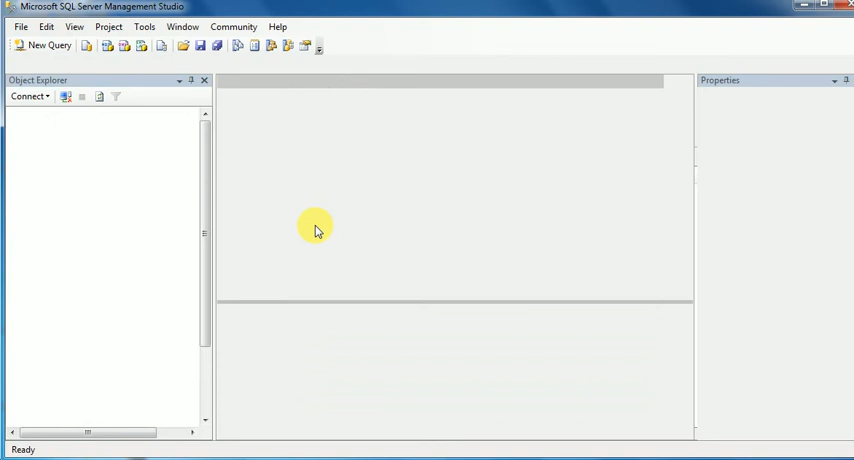 Microsoft SQL Server Management Studio
File Edit View Project Tools Window Community Help
New Query
Object Explorer
Properties
Connect
Ready